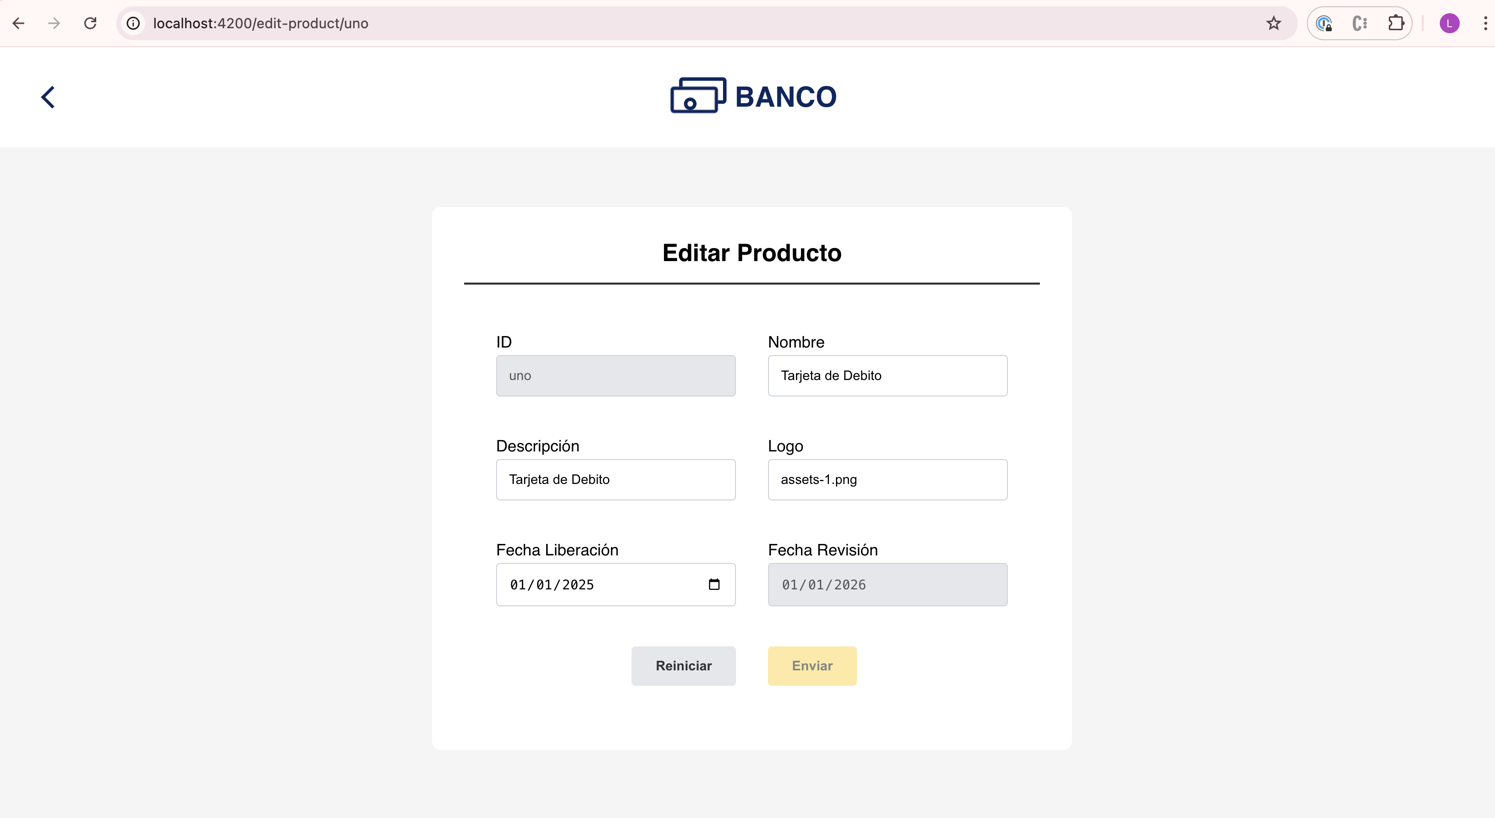 localhost:4200/edit-product/uno
L
BANCO
Editar Producto
ID
Nombre
uno
Tarjeta de Debito
Descripción
Logo
Tarjeta de Debito
assets-1.png
Fecha Liberación
Fecha Revisión
01/01/2025
01/01/2026
Reiniciar
Enviar